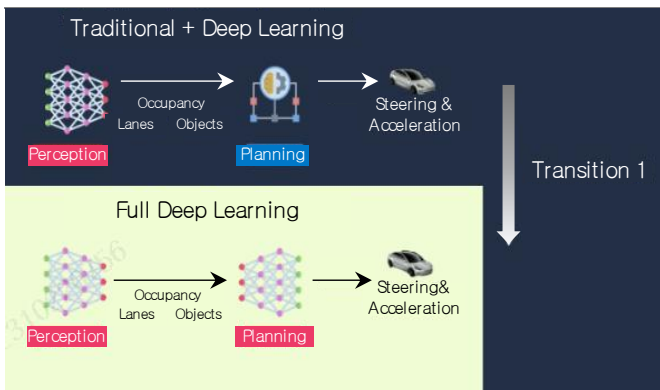 Traditional + Deep Learning
Occupancy
Lanes Objects
Steering &
Acceleration
Perception
Planning
Transition 1
Full Deep Learning
Occupancy
Lanes Objects
Steering&
Acceleration
Perception
Planning